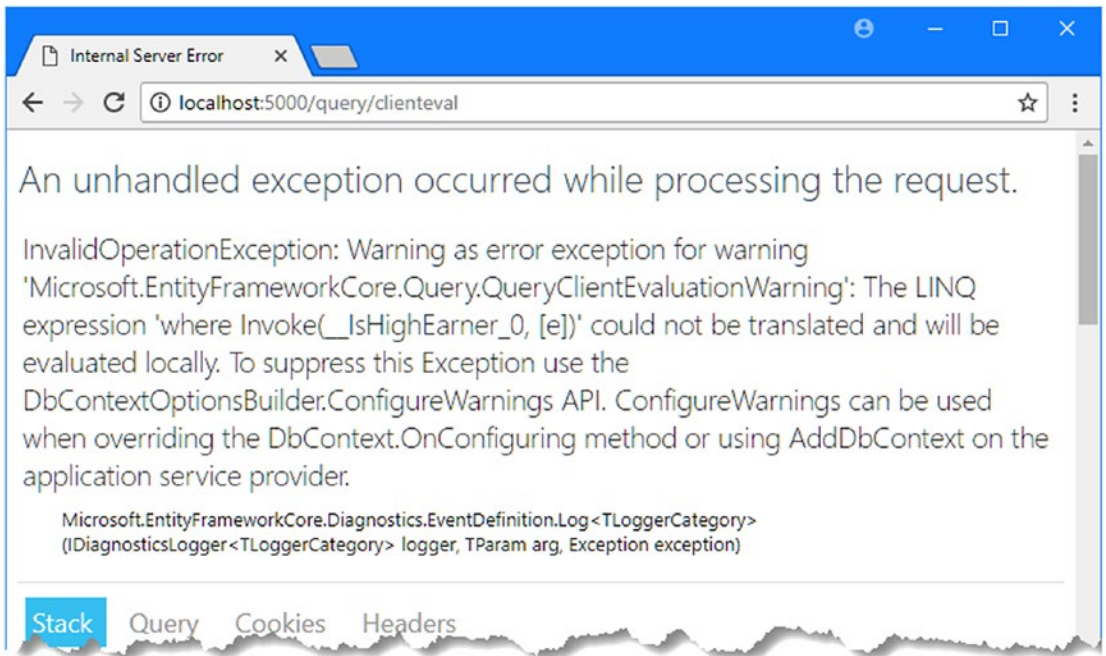 Internal Server Error
localhost:5000/query/clienteval
An unhandled exception occurred while processing the request.
InvalidOperationException: Warning as error exception for warning
'Microsoft.EntityFrameworkCore.Query.QueryClientEvaluationWarning': The LINQ
expression 'where Invoke(__IsHighEarner_0, [e])' could not be translated and will be
evaluated locally. To suppress this Exception use the
DbContextOptionsBuilder.ConfigureWarnings API. ConfigureWarnings can be used
when overriding the DbContext.OnConfiguring method or using AddDbContext on the
application service provider.
Microsoft.EntityFrameworkCore.Diagnostics.EventDefinition.Log<TLoggerCategory>
(IDiagnosticsLogger<TLoggerCategory> logger, TParam arg, Exception exception)
Stack Query Cookies Headers